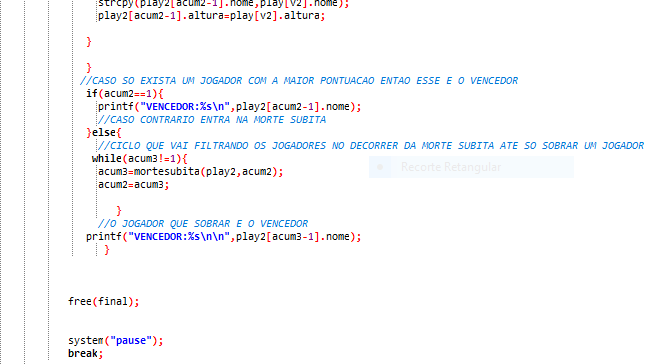 strcpy(play2[acum2-1].nome,play[v2].nome);
play2[acum2-1].altura=play[v2].altura;
}
}
//CASO SO EXISTA UM JOGADOR COM A MAIOR PONTUACAO ENTAO ESSE E O VENCEDOR
if(acum2==1){
printf("VENCEDOR:%s\n",play2[acum2-1].nome);
//CASO CONTRARIO ENTRA NA MORTE SUBITA
}else{
//CICLO QUE VAI FILTRANDO OS JOGADORES NO DECORRER DA MORTE SUBITA ATE SO SOBRAR UM JOGADOR
while(acum3!=1){
Recorte Retangular
acum3=mortesubita(play2,acum2);
acum2=acum3;
}
//O JOGADOR QUE SOBRAR E O VENCEDOR
printf("VENCEDOR:%s\n\n",play2[acum3-1].nome);
}
free(final);
system("pause");
break;